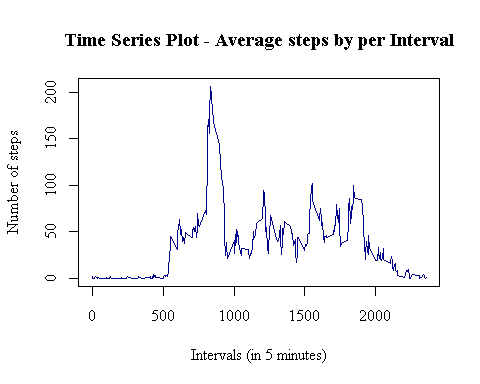 Time Series Plot - Average steps by per Interval
Number of steps
200
150
100
50
0
0 500 1000 1500 2000
Intervals (in 5 minutes)